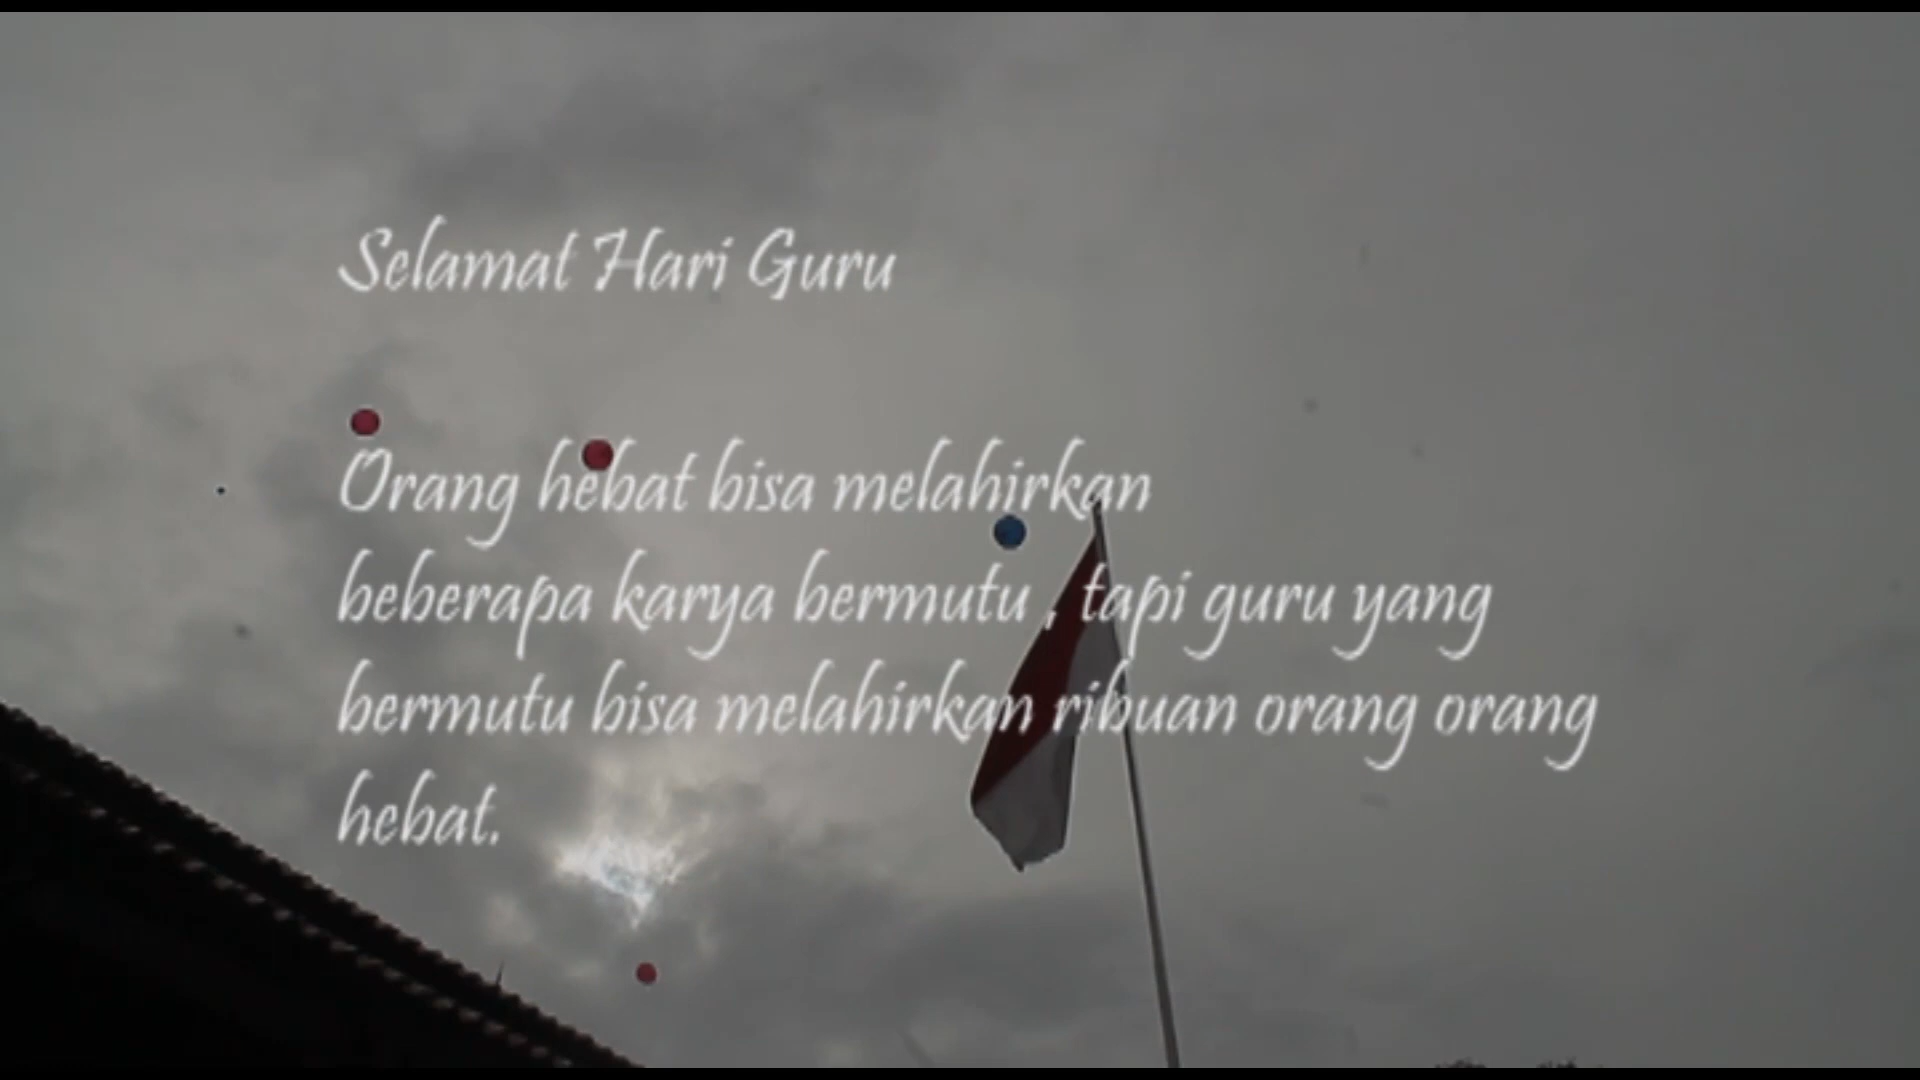 Selamat Hari Guru
Orang hebat bisa melahirkan
beberapa karya bermutu , tapi guru yang
bermutu bisa melahirkan ribuan orang orang
hebat.